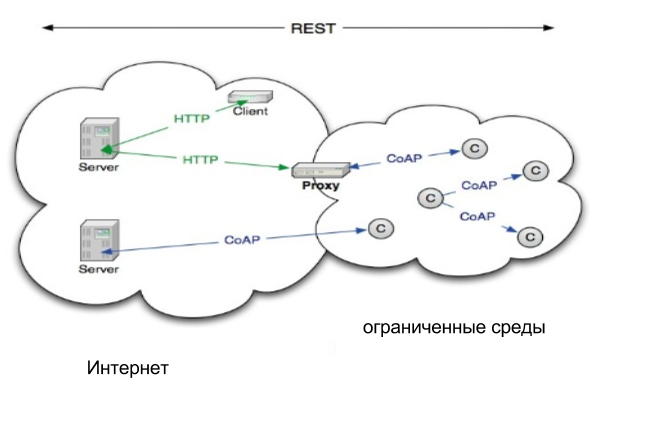 REST
Client
HTTP
Server
HTTP
CoAP
C
C
Proxy
CoAP
C
CoAP
C
C
CoAP
Server
ограниченные среды
Интернет